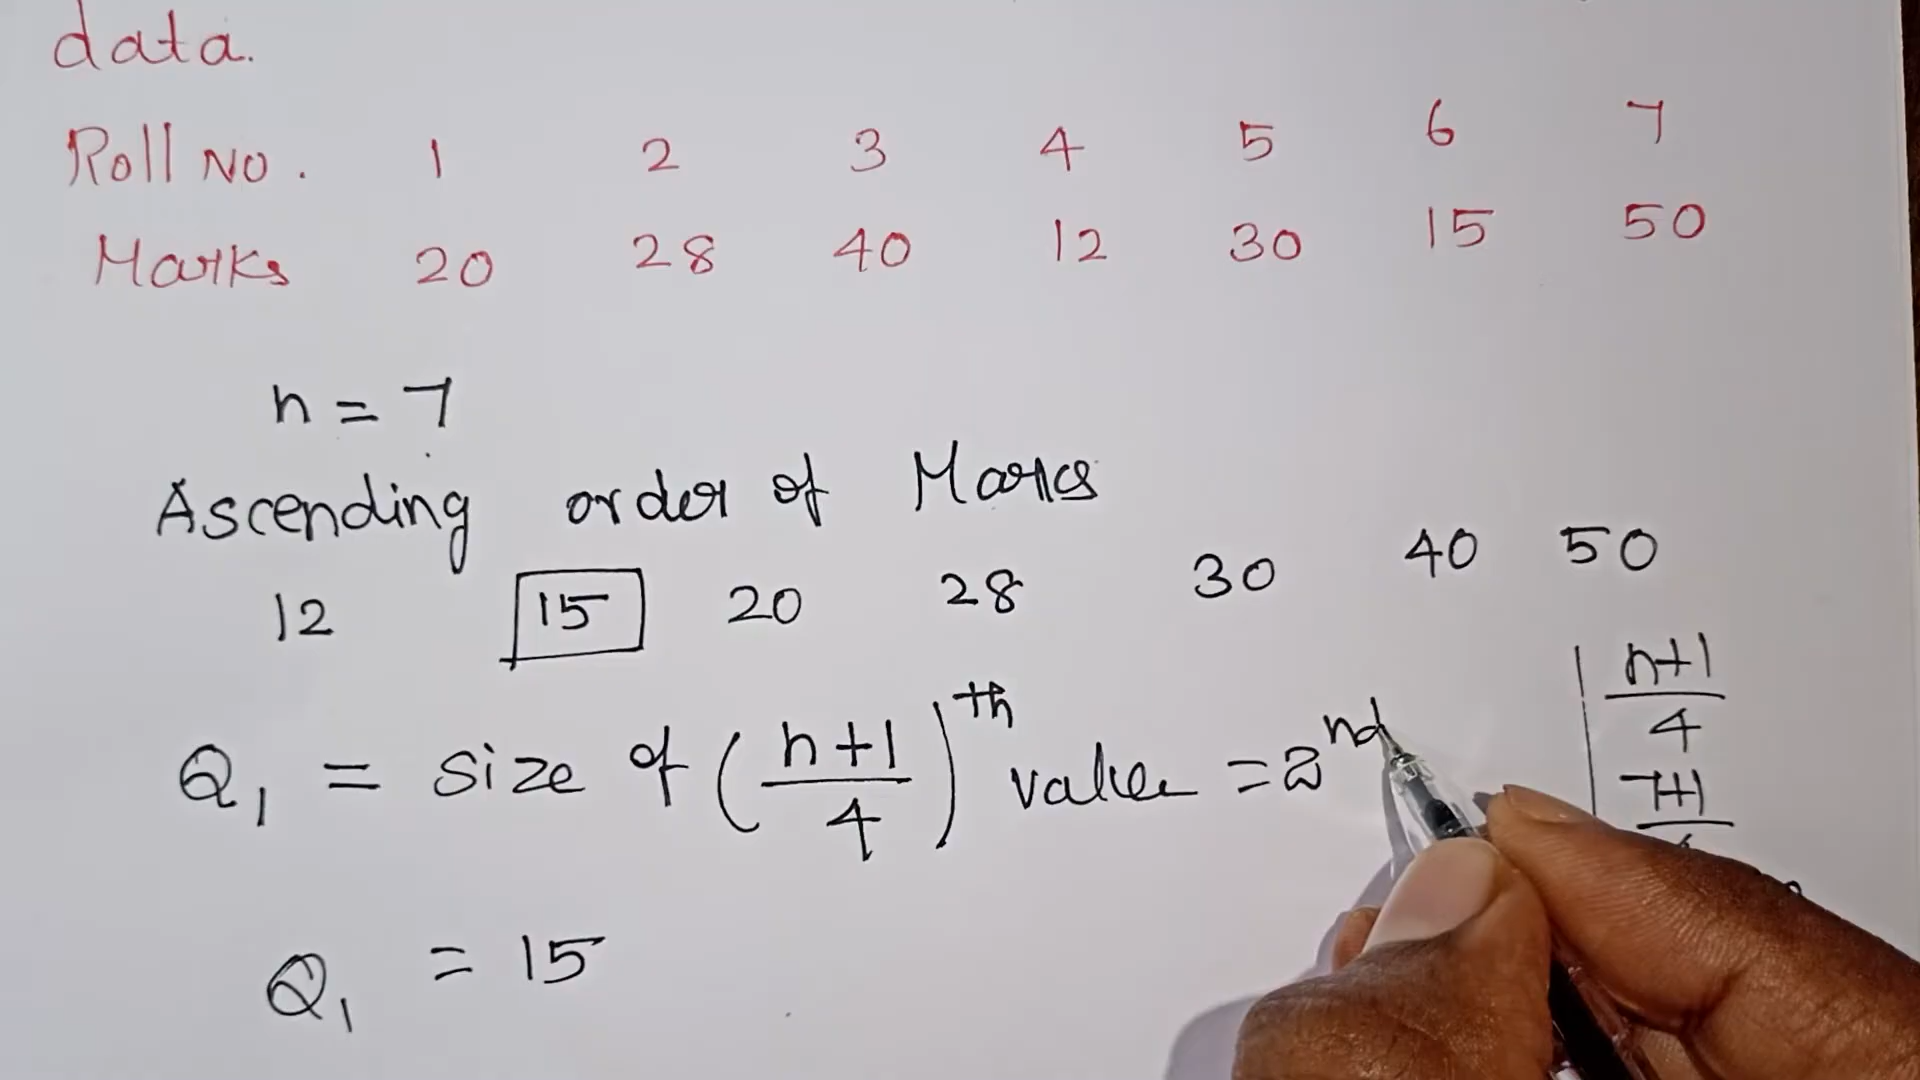 data.
Roll No. 1 2 3 4 5 6 7
Marks 20 28 40 12 30 15 50
n = 7
Ascending order of Marks
12 15 20 28 30 40 50
Q₁ = size of (n+1/4)^th value = 2^nd
n+1/4
7+1
Q₁ = 15